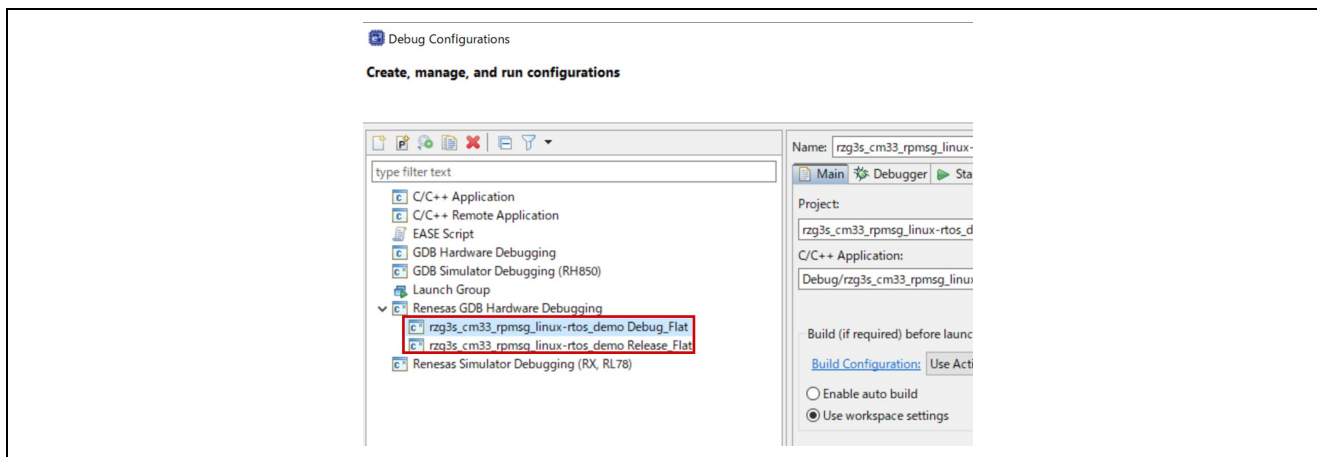 Debug Configurations
Create, manage, and run configurations
type filter text
C/C++ Application
C/C++ Remote Application
EASE Script
GDB Hardware Debugging
GDB Simulator Debugging (RH850)
Launch Group
Renesas GDB Hardware Debugging
rzg3s_cm33_rpmsg_linux-rtos_demo Debug_Flat
rzg3s_cm33_rpmsg_linux-rtos_demo Release_Flat
Renesas Simulator Debugging (RX, RL78)
Name: rzg3s_cm33_rpmsg_linux-
Main Debugger Sta
Project:
rzg3s_cm33_rpmsg_linux-rtos_d
C/C++ Application:
Debug/rzg3s_cm33_rpmsg_linux
Build (if required) before launc
Build Configuration: Use Acti
Enable auto build
Use workspace settings